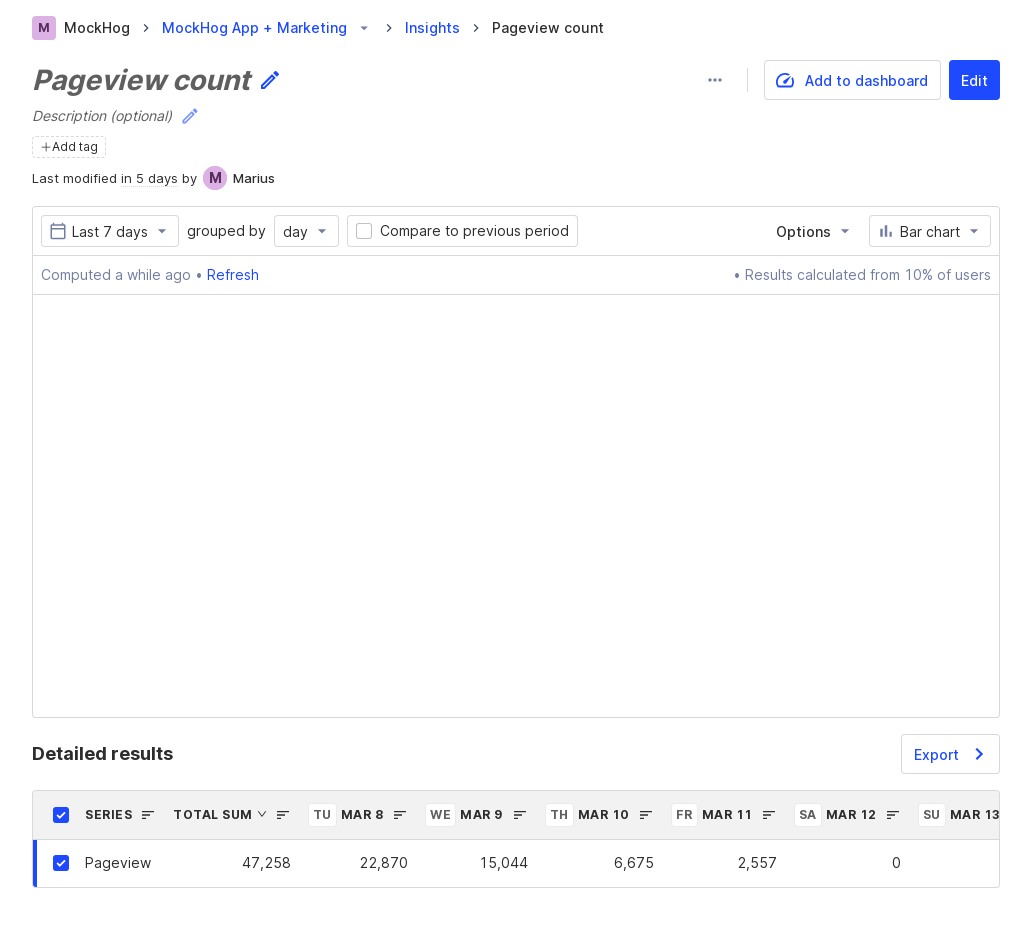 M MockHog MockHog App + Marketing Insights Pageview count
Pageview count
Add to dashboard Edit
Description (optional)
Add tag
Last modified in 5 days by M Marius
Last 7 days grouped by day Compare to previous period Options Bar chart
Computed a while ago • Refresh • Results calculated from 10% of users
Detailed results
Export
SERIES TOTAL SUM TU MAR 8 WE MAR 9 TH MAR 10 FR MAR 11 SA MAR 12 SU MAR 13
Pageview 47,258 22,870 15,044 6,675 2,557 0